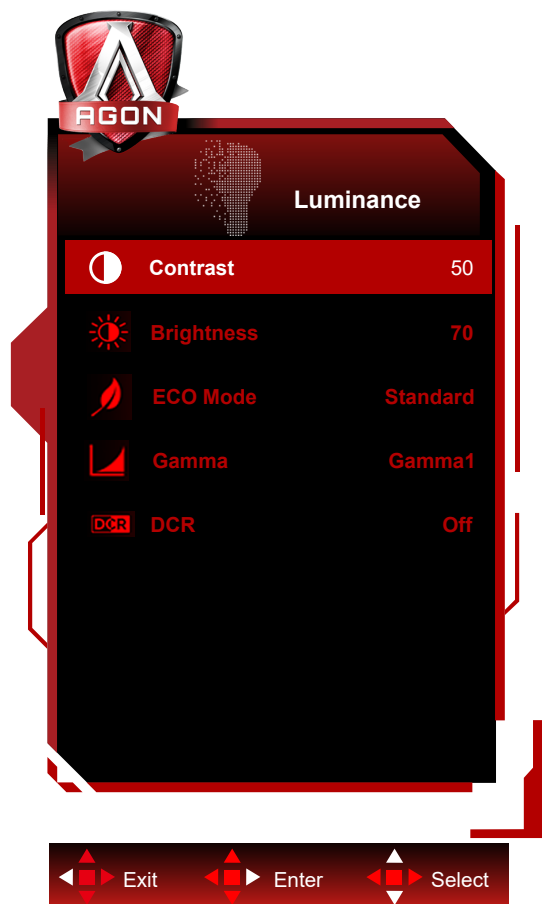 AGON
Luminance
Contrast 50
Brightness 70
ECO Mode Standard
Gamma Gamma1
DCR DCR Off
Exit Enter Select